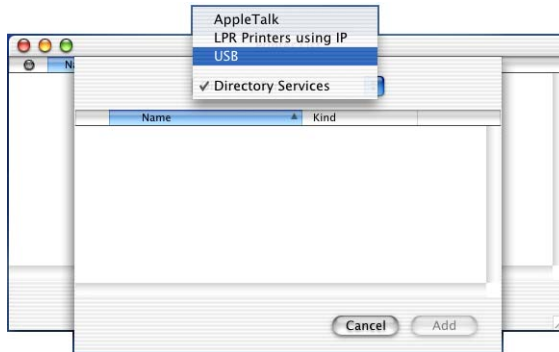 AppleTalk
LPR Printers using IP
USB
✓ Directory Services
Name Kind
Cancel Add